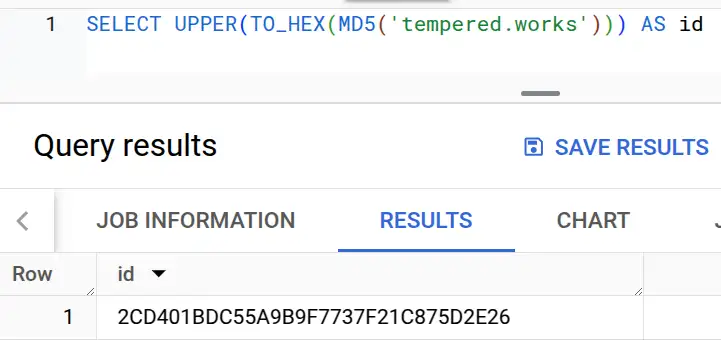 1 SELECT UPPER(TO_HEX(MD5('tempered.works'))) AS id
Query results SAVE RESULTS
JOB INFORMATION RESULTS CHART
Row id
1 2CD401BDC55A9B9F7737F21C875D2E26